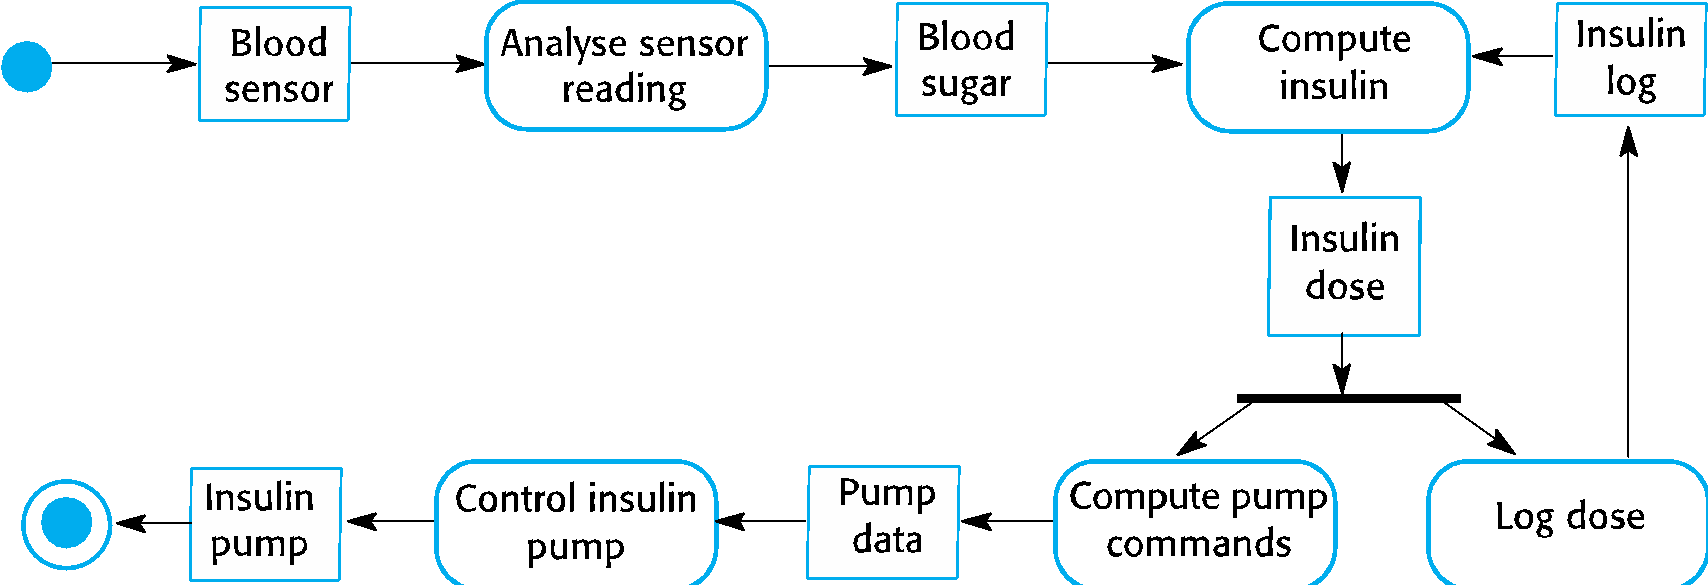 Blood
sensor
Analyse sensor
reading
Blood
sugar
Compute
insulin
Insulin
log
Insulin
dose
Insulin
pump
Control insulin
pump
Pump
data
Compute pump
commands
Log dose